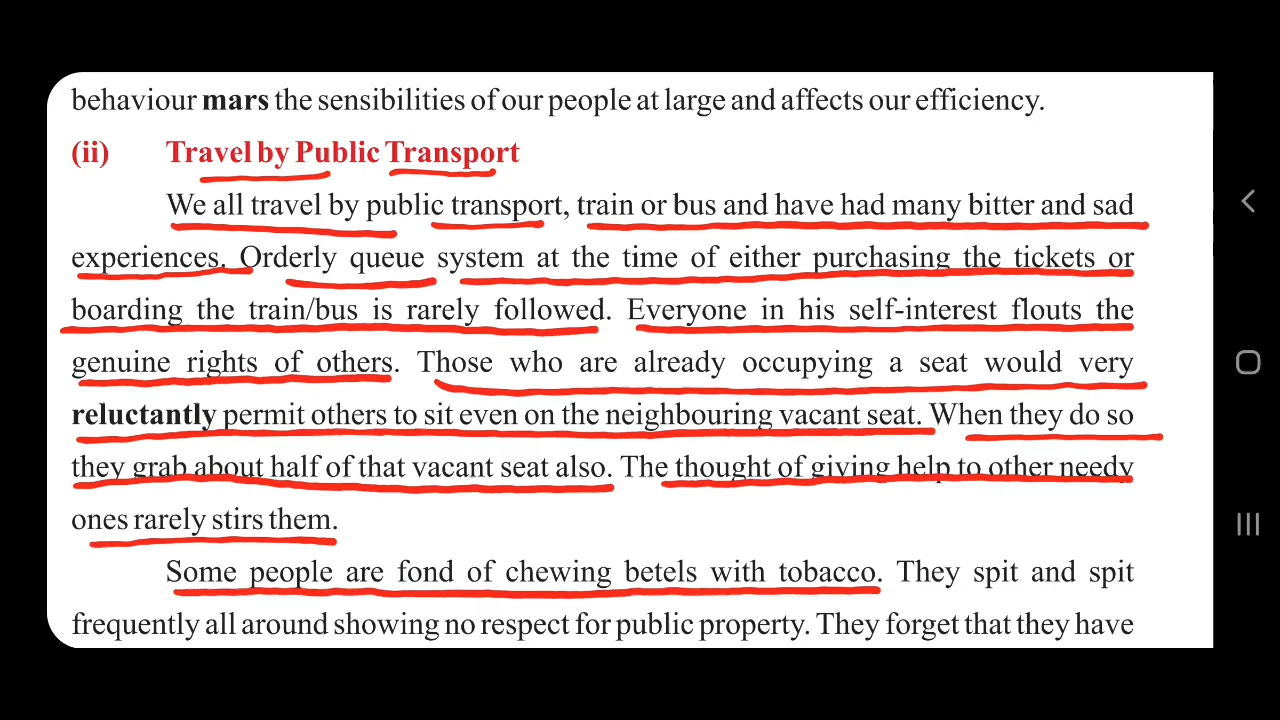 behaviour mars the sensibilities of our people at large and affects our efficiency.
(ii) Travel by Public Transport
We all travel by public transport, train or bus and have had many bitter and sad
experiences. Orderly queue system at the time of either purchasing the tickets or
boarding the train/bus is rarely followed. Everyone in his self-interest flouts the
genuine rights of others. Those who are already occupying a seat would very
reluctantly permit others to sit even on the neighbouring vacant seat. When they do so
they grab about half of that vacant seat also. The thought of giving help to other needy
ones rarely stirs them.
Some people are fond of chewing betels with tobacco. They spit and spit
frequently all around showing no respect for public property. They forget that they have